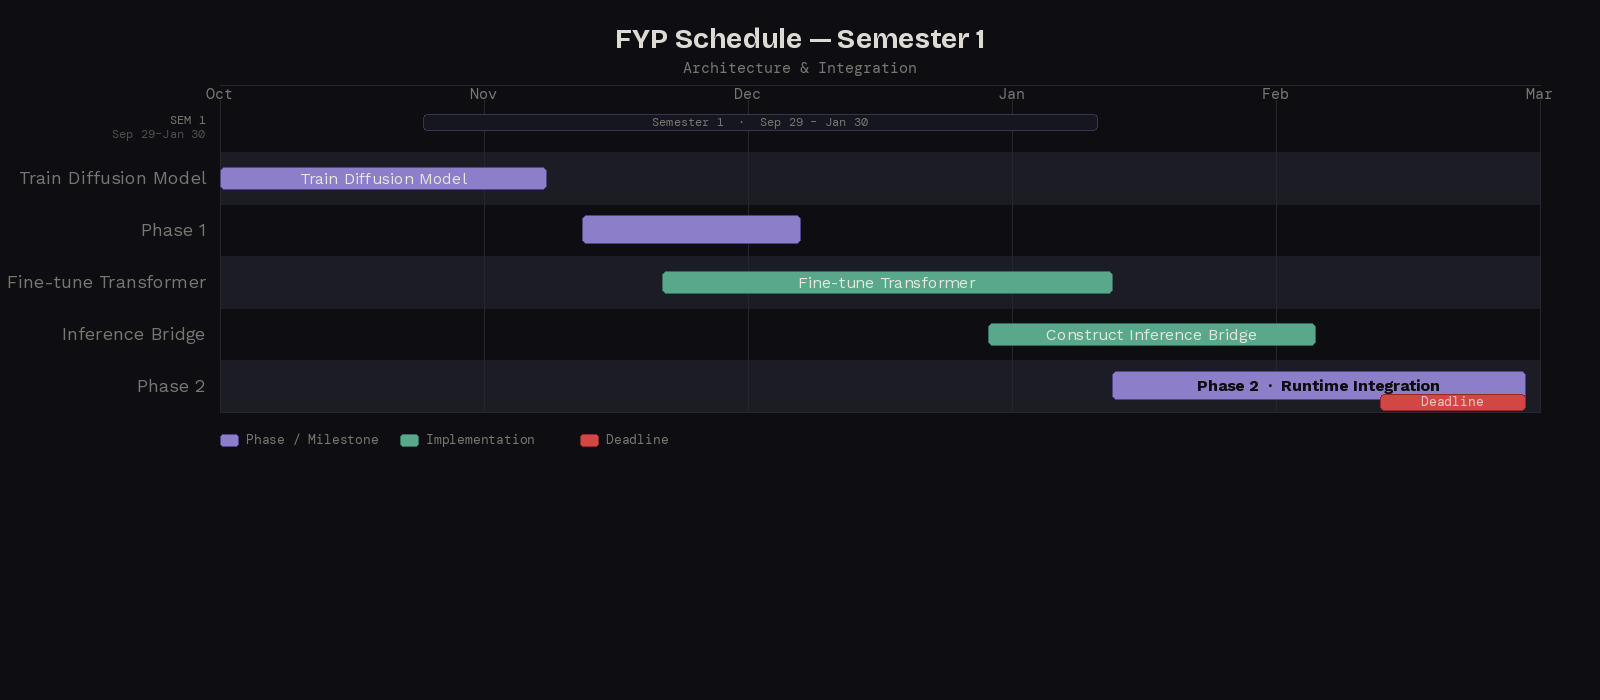 FYP Schedule — Semester 1
Architecture & Integration
Oct Nov Dec Jan Feb Mar
SEM 1
Sep 29–Jan 30
Semester 1 · Sep 29 – Jan 30
Train Diffusion Model
Train Diffusion Model
Phase 1
Fine-tune Transformer
Fine-tune Transformer
Inference Bridge
Construct Inference Bridge
Phase 2
Phase 2 · Runtime Integration
Deadline
Phase / Milestone
Implementation
Deadline